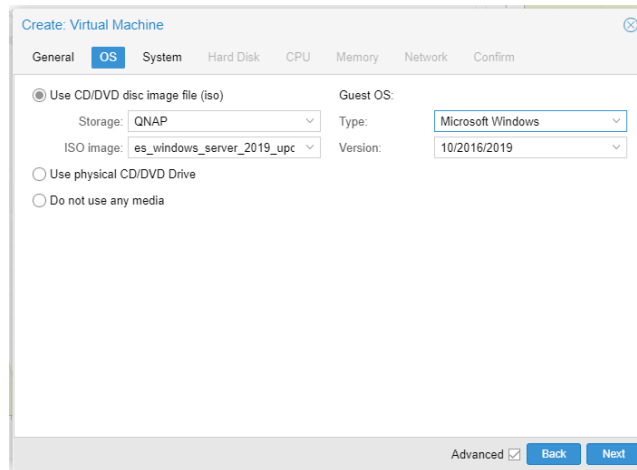 Create: Virtual Machine
General OS System Hard Disk CPU Memory Network Confirm
Use CD/DVD disc image file (iso) Guest OS:
Storage: QNAP Type: Microsoft Windows
ISO image: es_windows_server_2019_upc Version: 10/2016/2019
Use physical CD/DVD Drive
Do not use any media
Advanced Back Next